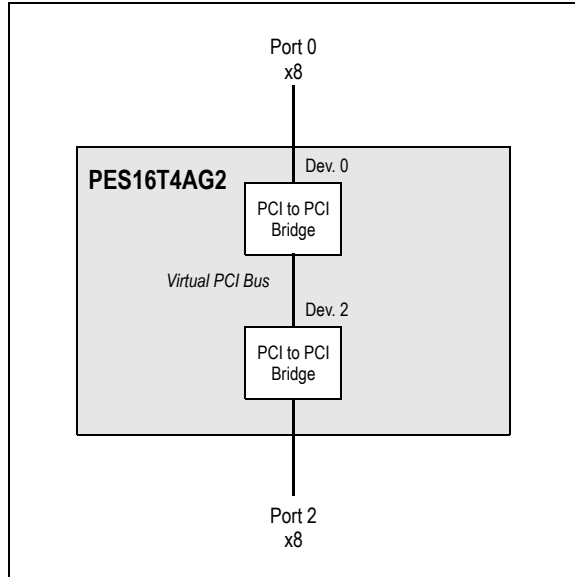 Port 0
x8
Dev. 0
PES16T4AG2
PCI to PCI
Bridge
Virtual PCI Bus
Dev. 2
PCI to PCI
Bridge
Port 2
x8